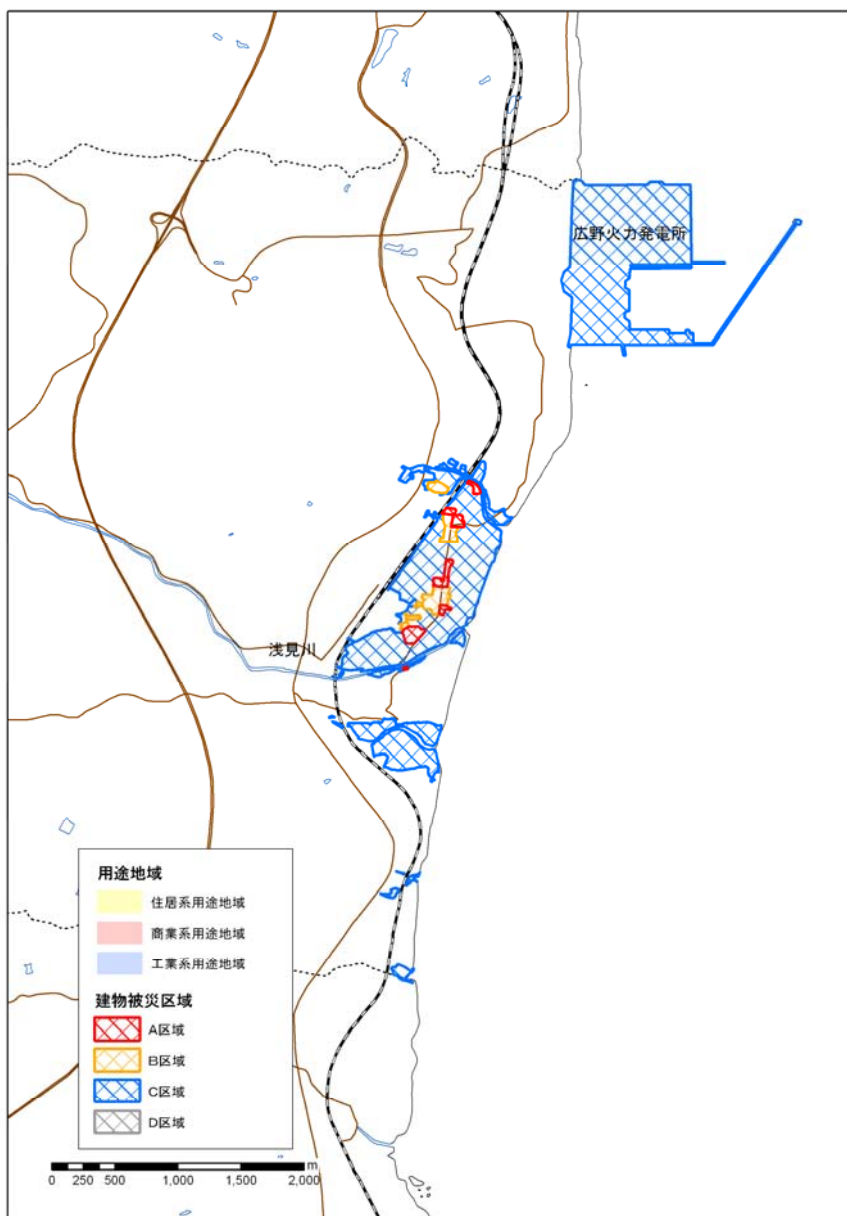 広野火力発電所
浅見川
用途地域
住居系用途地域
商業系用途地域
工業系用途地域
建物被災区域
A区域
B区域
C区域
D区域
m
0 250 500 1,000 1,500 2,000